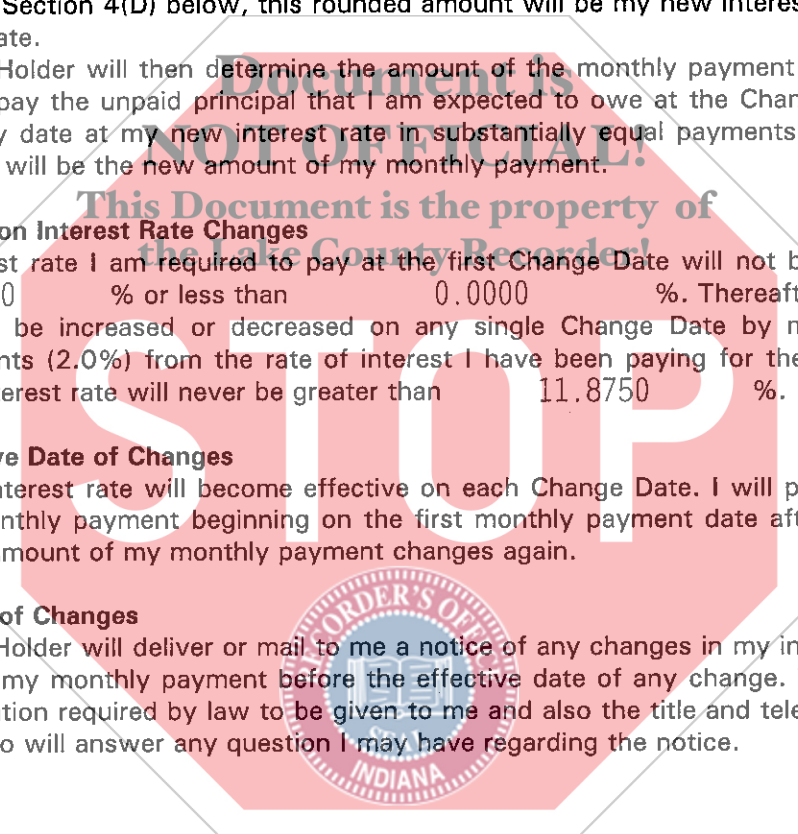 Section 4(D) below, this rounded amount will be my new interes
ate.
Holder will then determine the amount of the monthly payment
pay the unpaid principal that I am expected to owe at the Chan
y date at my new interest rate in substantially equal payments
will be the new amount of my monthly payment.
Document is
NOT OFFICIAL!
This Document is the property of
the Lake County Recorder!
on Interest Rate Changes
st rate I am required to pay at the first Change Date will not b
0 % or less than 0.0000 %. Thereaft
be increased or decreased on any single Change Date by n
nts (2.0%) from the rate of interest I have been paying for the
erest rate will never be greater than 11.8750 %.
STOP
ve Date of Changes
nterest rate will become effective on each Change Date. I will p
nthly payment beginning on the first monthly payment date aft
mount of my monthly payment changes again.
of Changes
Holder will deliver or mail to me a notice of any changes in my in
my monthly payment before the effective date of any change.
tion required by law to be given to me and also the title and tele
o will answer any question I may have regarding the notice.
RECORDER'S OFFICE
SEAL
INDIANA